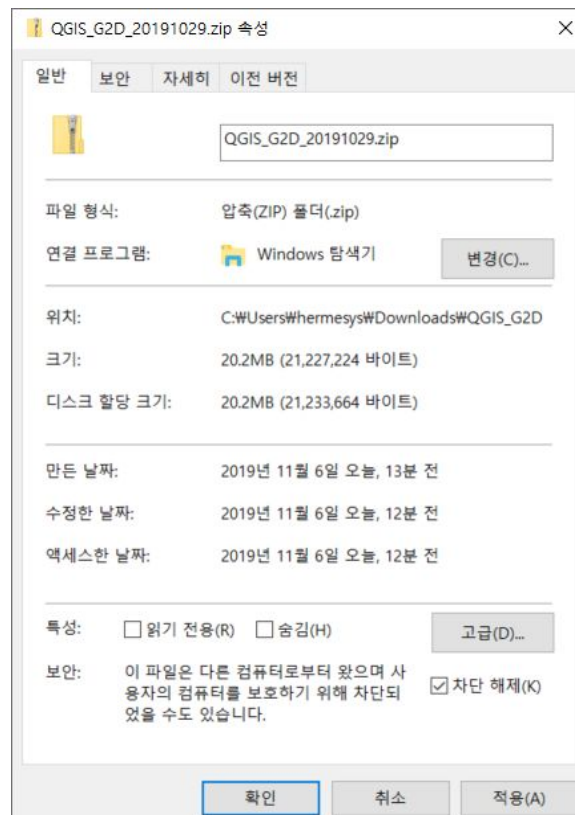 QGIS_G2D_20191029.zip 속성
일반 보안 자세히 이전 버전
QGIS_G2D_20191029.zip
파일 형식: 압축(ZIP) 폴더(.zip)
연결 프로그램: Windows 탐색기 변경(C)...
위치: C:₩Users₩hermesys₩Downloads₩QGIS_G2D
크기: 20.2MB (21,227,224 바이트)
디스크 할당 크기: 20.2MB (21,233,664 바이트)
만든 날짜: 2019년 11월 6일 오늘, 13분 전
수정한 날짜: 2019년 11월 6일 오늘, 12분 전
액세스한 날짜: 2019년 11월 6일 오늘, 12분 전
특성: 읽기 전용(R) 숨김(H) 고급(D)...
보안: 이 파일은 다른 컴퓨터로부터 왔으며 사
용자의 컴퓨터를 보호하기 위해 차단되
었을 수도 있습니다.
차단 해제(K)
확인 취소 적용(A)